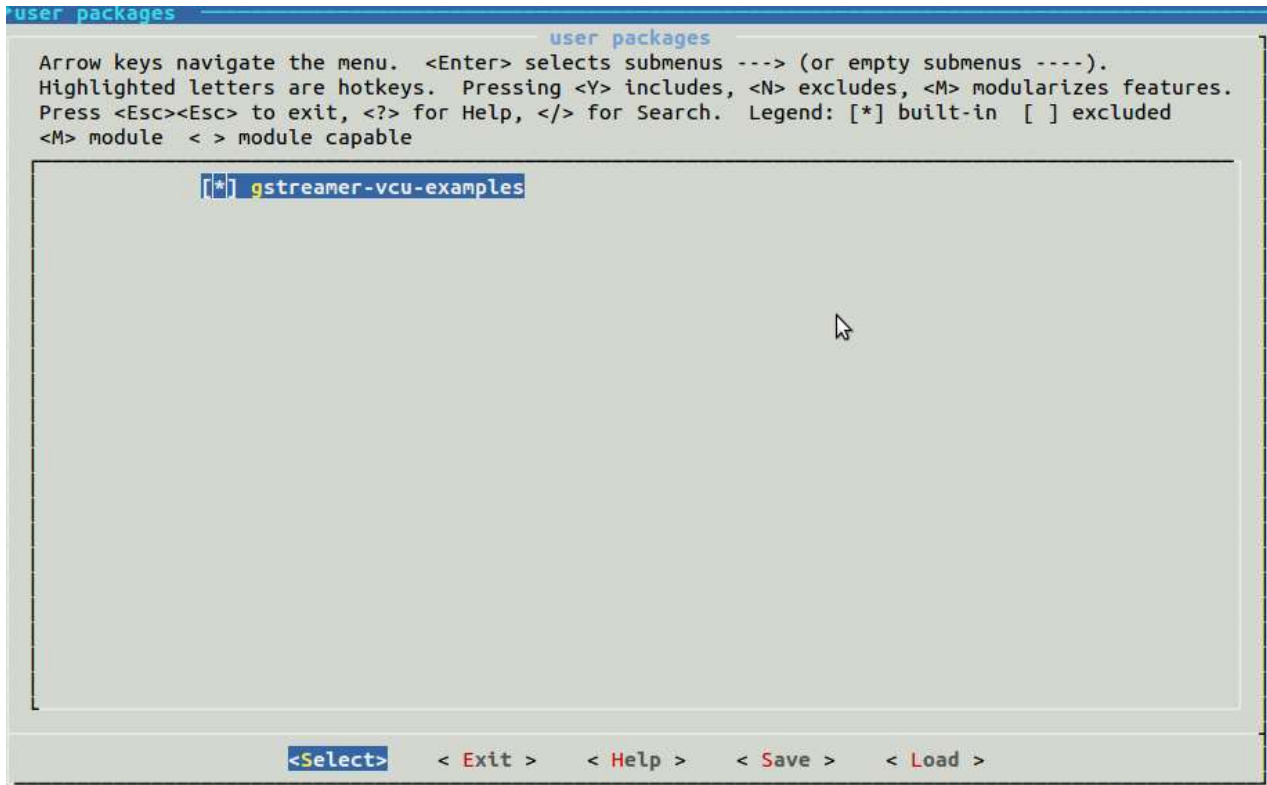 user packages
user packages
Arrow keys navigate the menu.  <Enter> selects submenus ---> (or empty submenus ----).
Highlighted letters are hotkeys.  Pressing <Y> includes, <N> excludes, <M> modularizes features.
Press <Esc><Esc> to exit, <?> for Help, </> for Search.  Legend: [*] built-in  [ ] excluded
<M> module  < > module capable
[*] gstreamer-vcu-examples
<Select>    < Exit >    < Help >    < Save >    < Load >